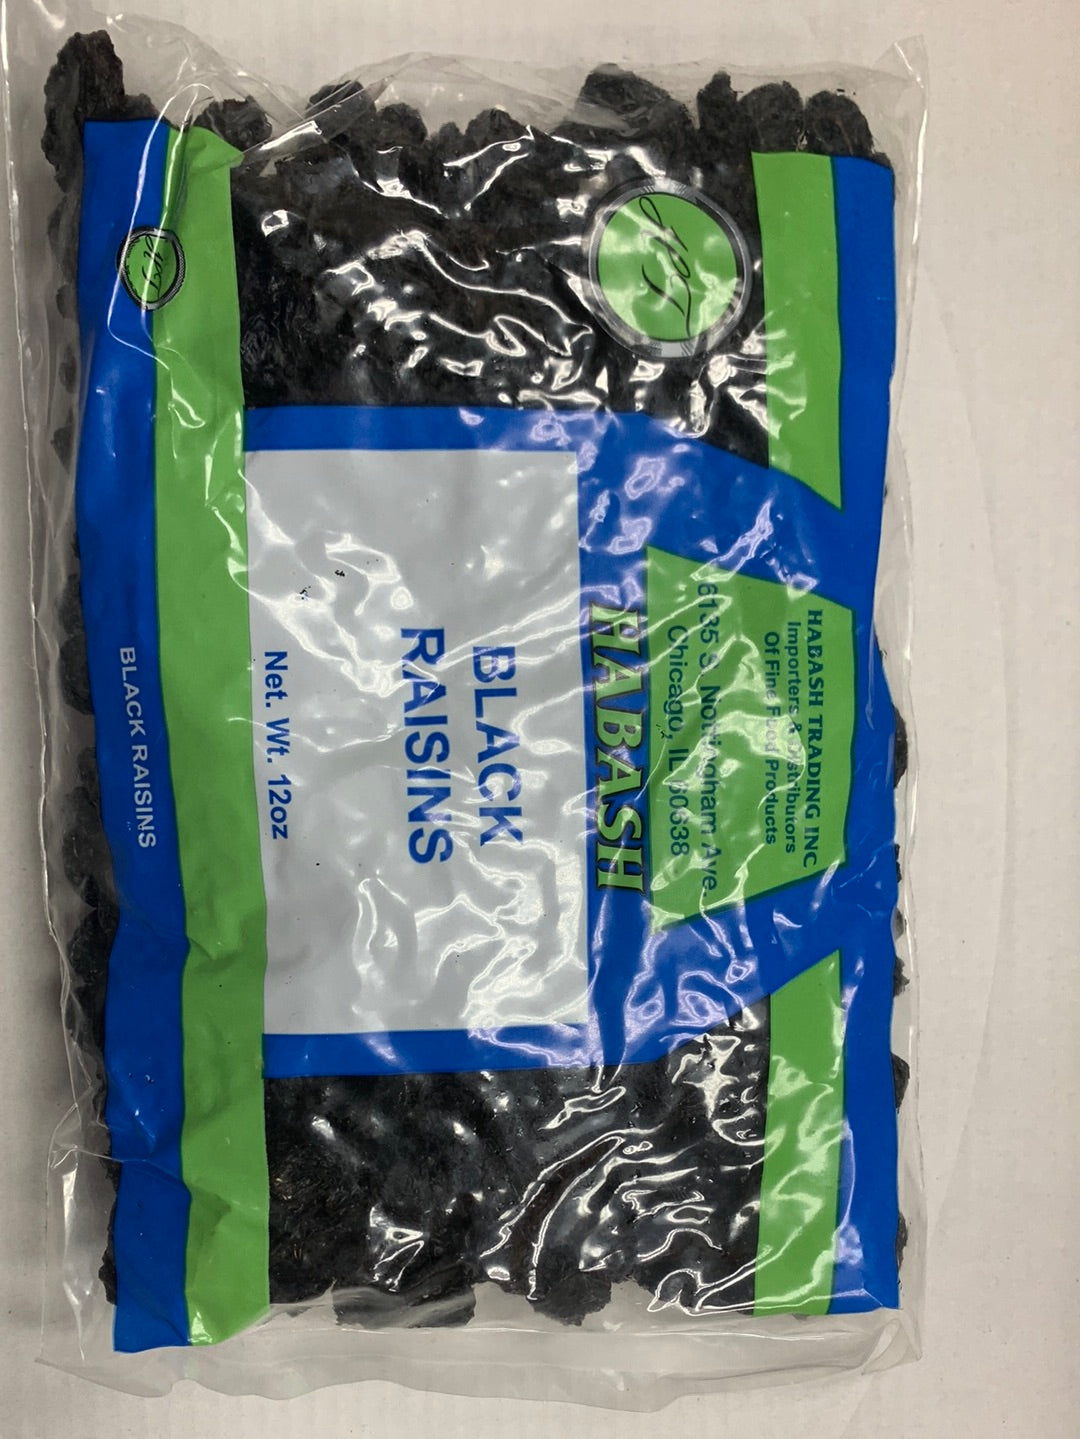 HABASH TRADING INC
Importers & Distributors
Of Fine Food Products
6135 S. Nottingham Ave.
Chicago, IL 60638
HABASH
BLACK
RAISINS
Net. Wt. 12oz
BLACK RAISINS